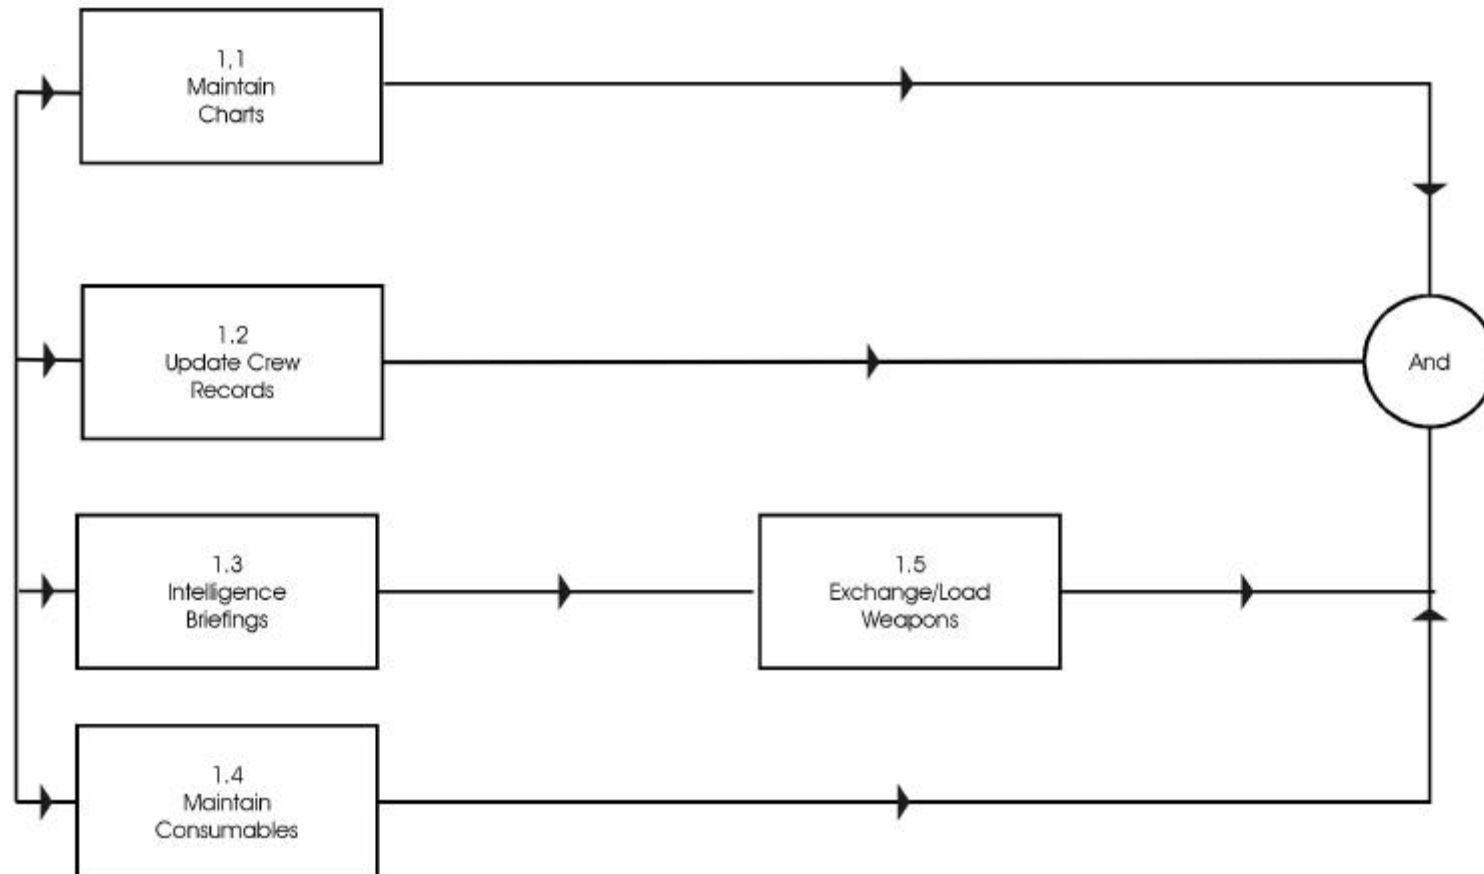 1.1
Maintain
Charts
1.2
Update Crew
Records
And
1.3
Intelligence
Briefings
1.5
Exchange/Load
Weapons
1.4
Maintain
Consumables